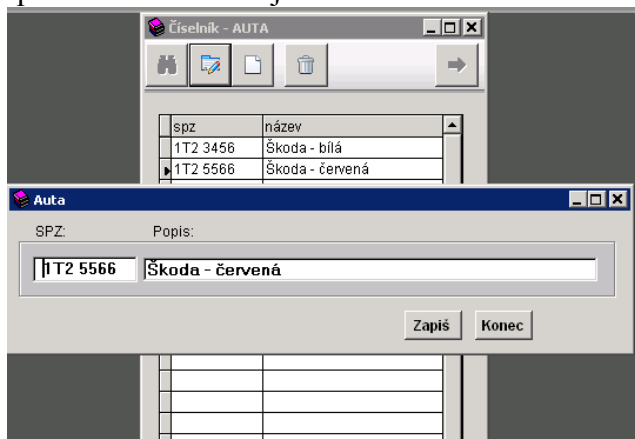 Číselník - AUTA
spz název
1T2 3456 Škoda - bílá
1T2 5566 Škoda - červená
Auta
SPZ: Popis:
1T2 5566 Škoda - červená
Zapiš Konec